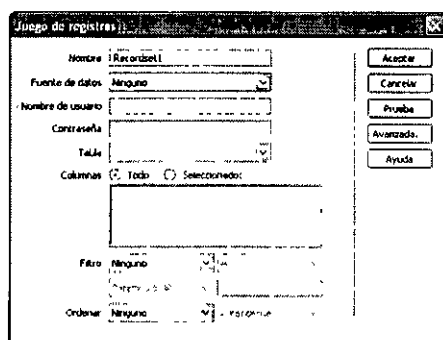 Juego de registros
Nombre Recordset1 Aceptar
Fuente de datos Ninguno Cancelar
Nombre de usuario Prueba
Contraseña Avanzada...
Tabla Ayuda
Columnas Todo Seleccionado:
Filtro Ninguno
Ordenar Ninguno